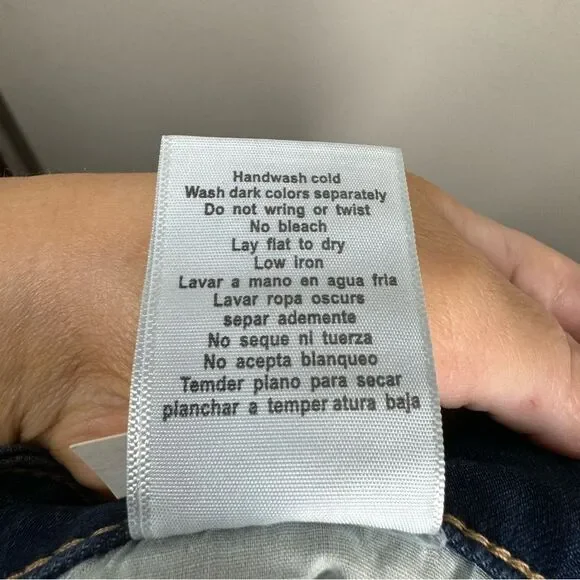 Handwash cold
Wash dark colors separately
Do not wring or twist
No bleach
Lay flat to dry
Low iron
Lavar a mano en agua fria
Lavar ropa oscurs
separ ademente
No seque ni tuerza
No acepta blanqueo
Temder plano para secar
planchar a temper atura baja